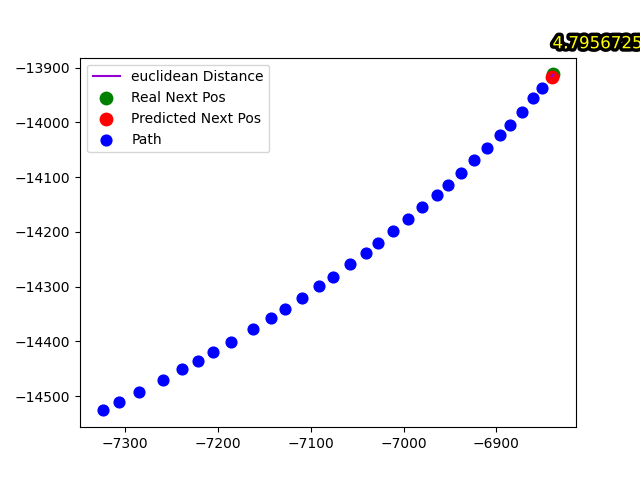 4.7956725
−13900
−14000
−14100
−14200
−14300
−14400
−14500
euclidean Distance
Real Next Pos
Predicted Next Pos
Path
−7300 −7200 −7100 −7000 −6900